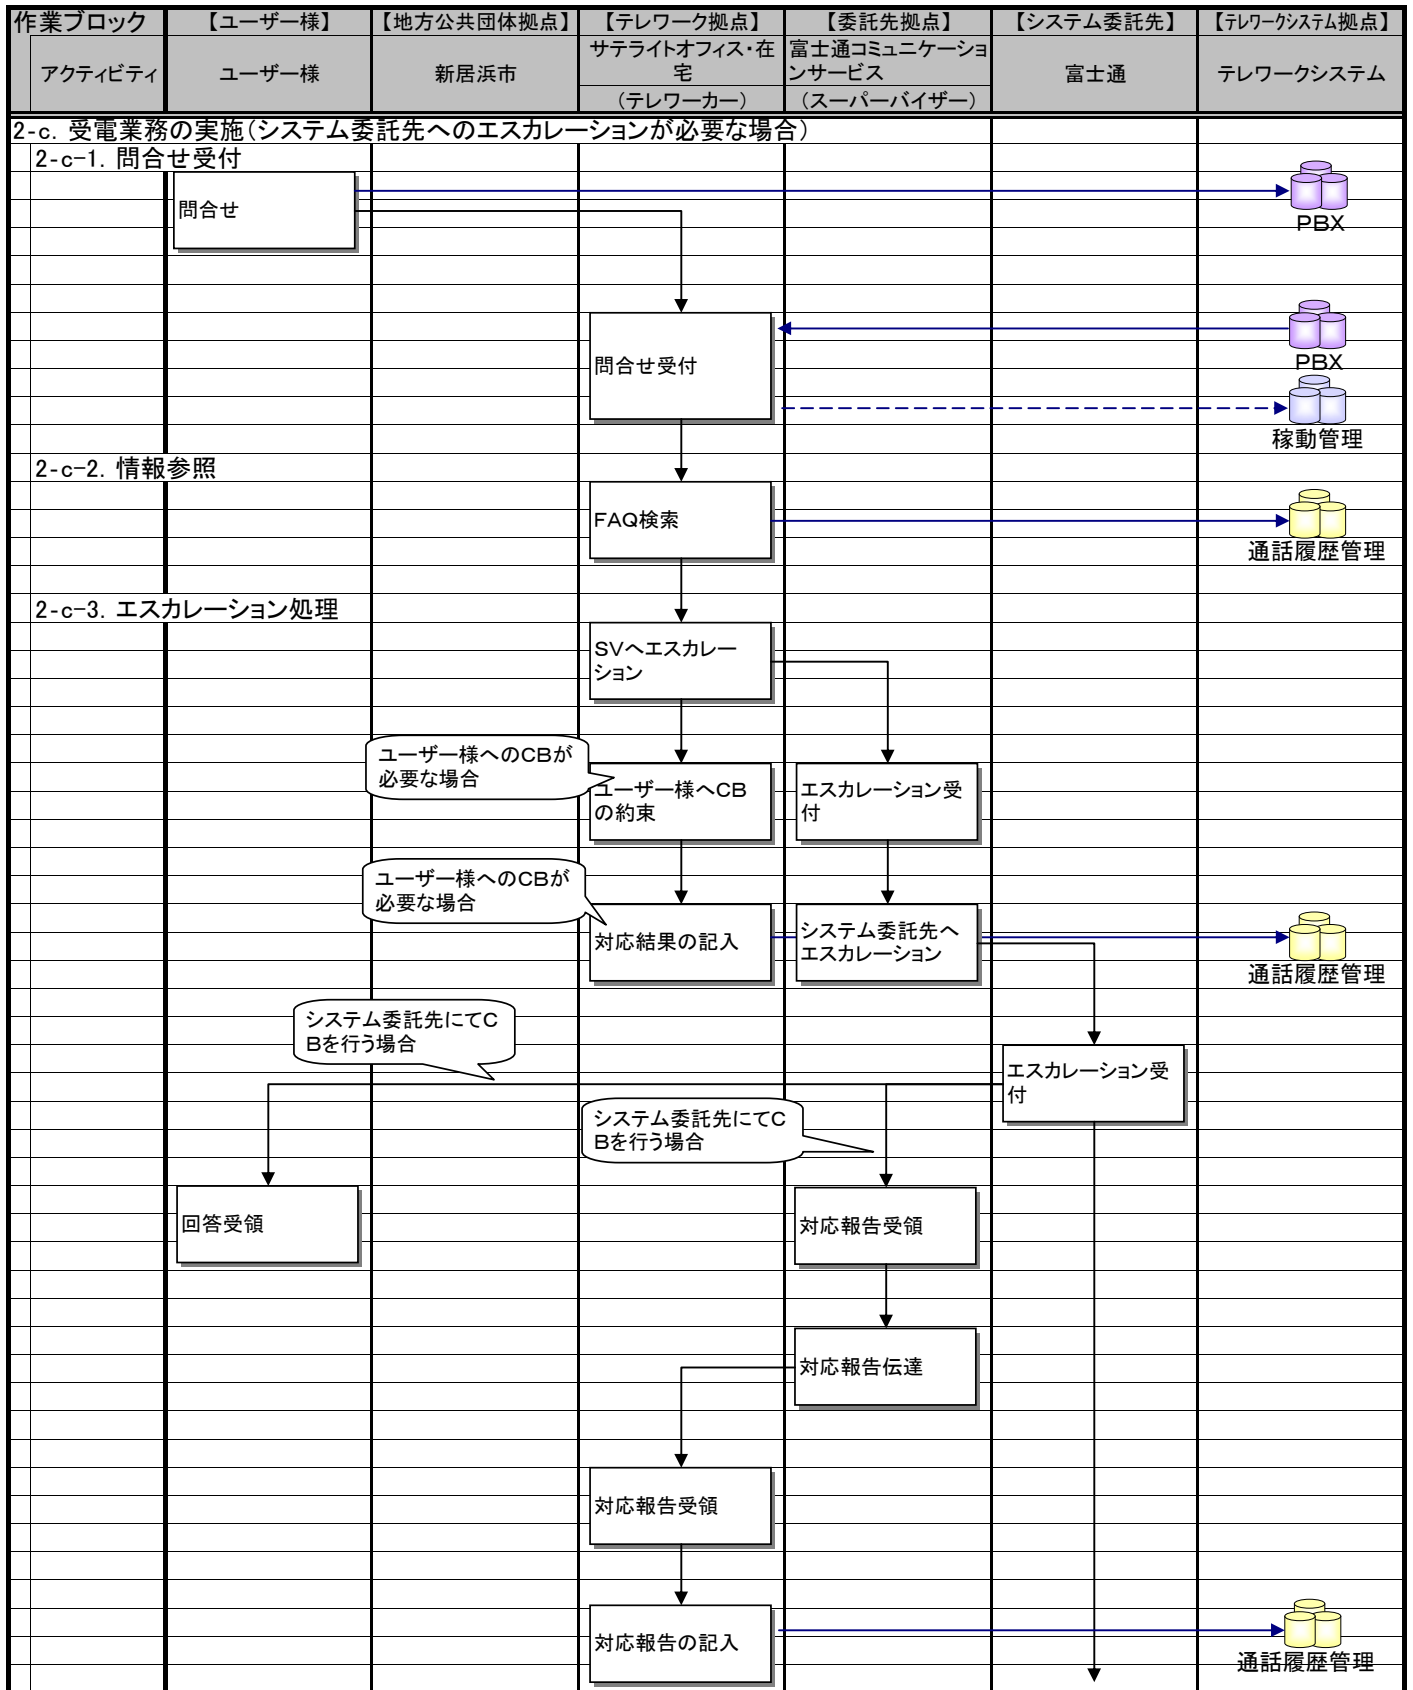 作業ブロック
【ユーザー様】
【地方公共団体拠点】
【テレワーク拠点】
【委託先拠点】
【システム委託先】
【テレワークシステム拠点】
アクティビティ
ユーザー様
新居浜市
サテライトオフィス・在
宅
（テレワーカー）
富士通コミュニケーショ
ンサービス
（スーパーバイザー）
富士通
テレワークシステム
2-c. 受電業務の実施（システム委託先へのエスカレーションが必要な場合）
2-c-1. 問合せ受付
問合せ
PBX
問合せ受付
PBX
稼動管理
2-c-2. 情報参照
FAQ検索
通話履歴管理
2-c-3. エスカレーション処理
SVへエスカレー
ション
ユーザー様へのCBが
必要な場合
ユーザー様へCB
の約束
エスカレーション受
付
ユーザー様へのCBが
必要な場合
対応結果の記入
システム委託先へ
エスカレーション
通話履歴管理
システム委託先にてC
Bを行う場合
エスカレーション受
付
システム委託先にてC
Bを行う場合
回答受領
対応報告受領
対応報告伝達
対応報告受領
対応報告の記入
通話履歴管理